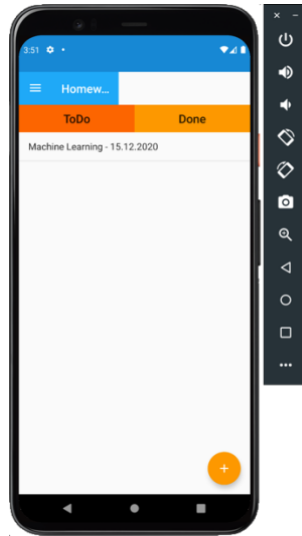 3:51
Homew...
ToDo Done
Machine Learning - 15.12.2020
+